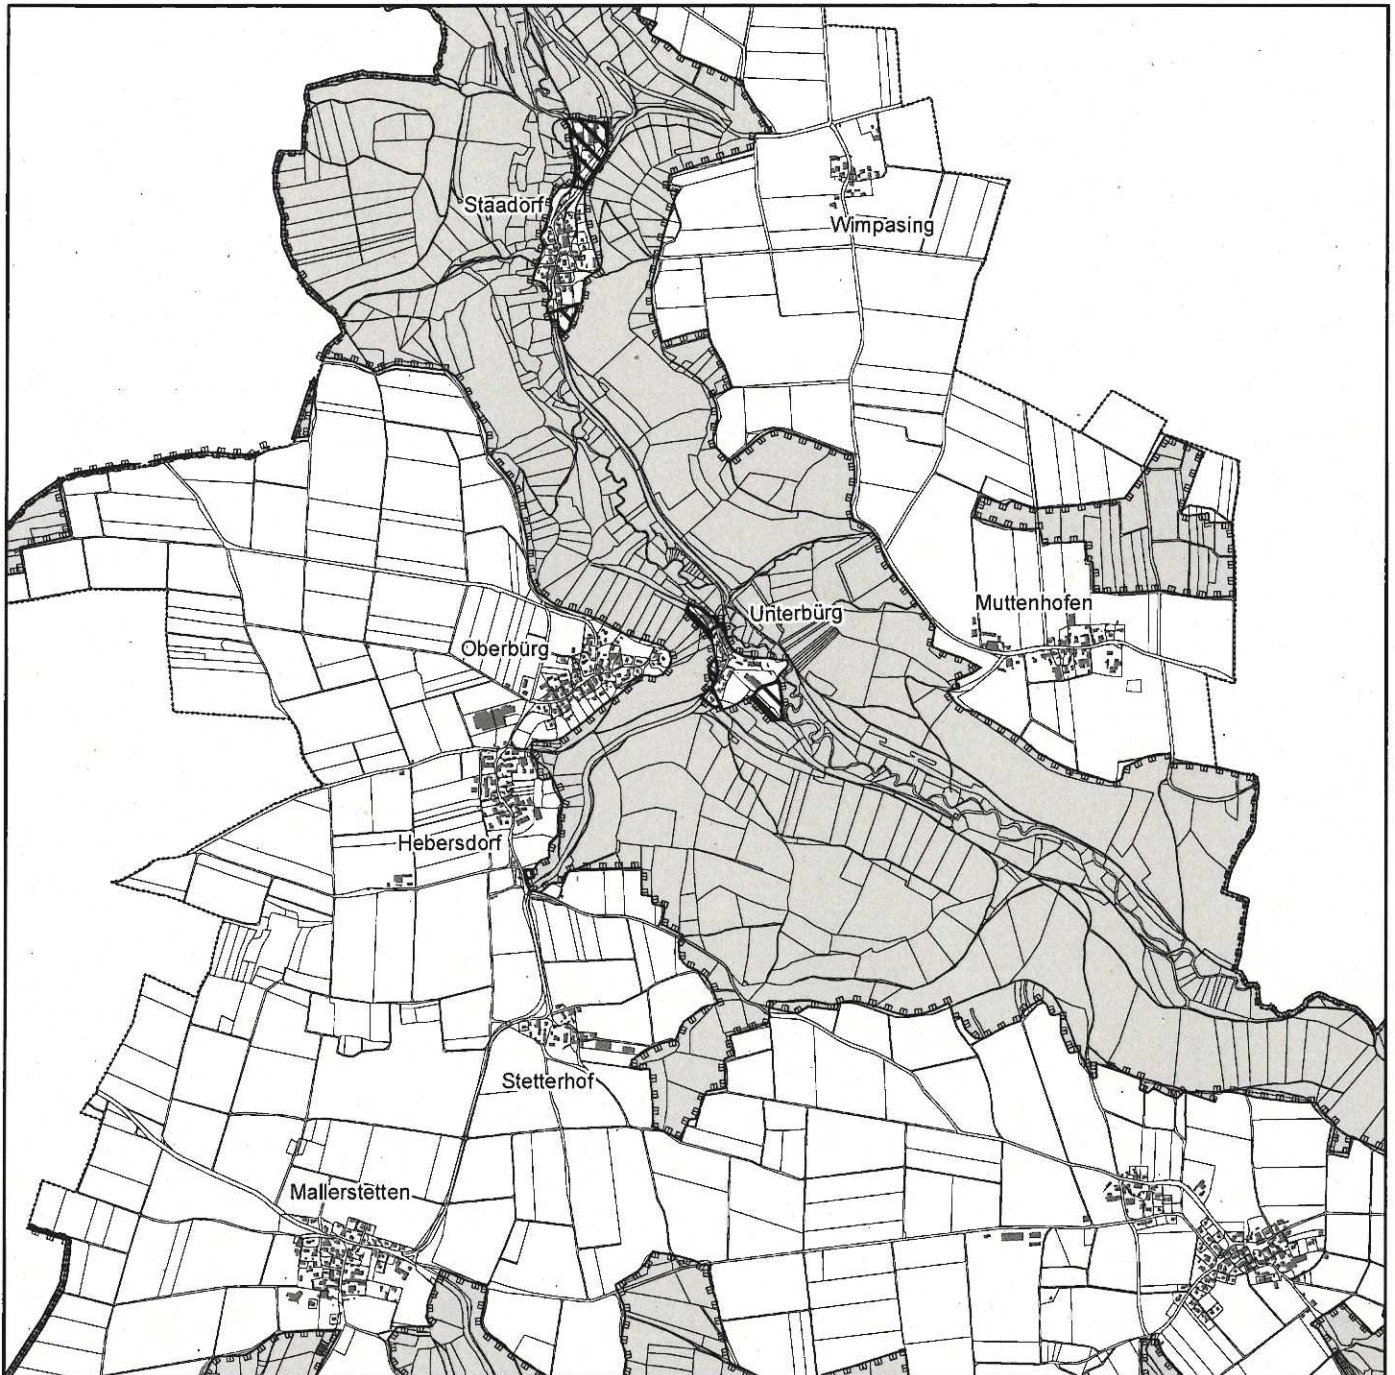 Staadorf
Wimpasing
Muttenhofen
Unterbürg
Oberbürg
Hebersdorf
Stetterhof
Mallerstetten